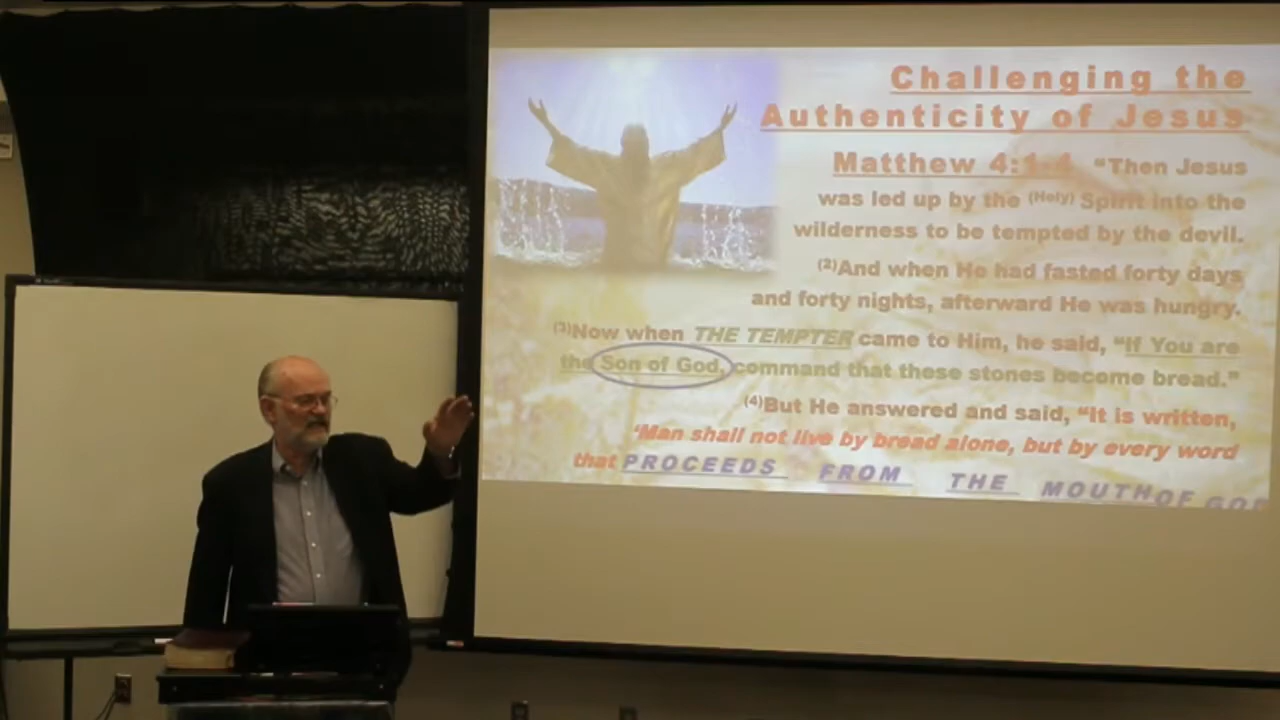 Challenging the
Authenticity of Jesus
Matthew 4:1-4 “Then Jesus
was led up by the (Holy) Spirit into the
wilderness to be tempted by the devil.
(2)And when He had fasted forty days
and forty nights, afterward He was hungry.
(3)Now when THE TEMPTER came to Him, he said, “If You are
the Son of God, command that these stones become bread.”
(4)But He answered and said, “It is written,
‘Man shall not live by bread alone, but by every word
that PROCEEDS FROM THE MOUTH OF GOD